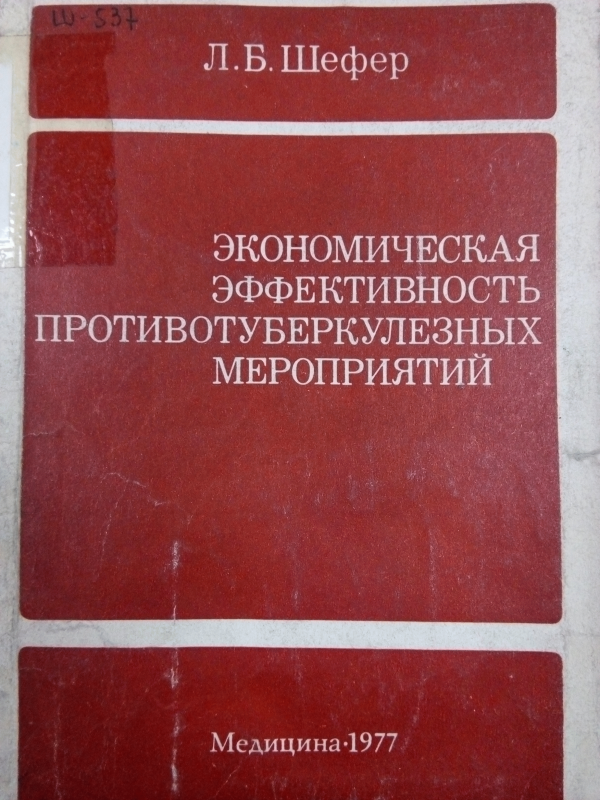 Ш-537
Л.Б. Шефер
ЭКОНОМИЧЕСКАЯ
ЭФФЕКТИВНОСТЬ
ПРОТИВОТУБЕРКУЛЕЗНЫХ
МЕРОПРИЯТИЙ
Медицина·1977